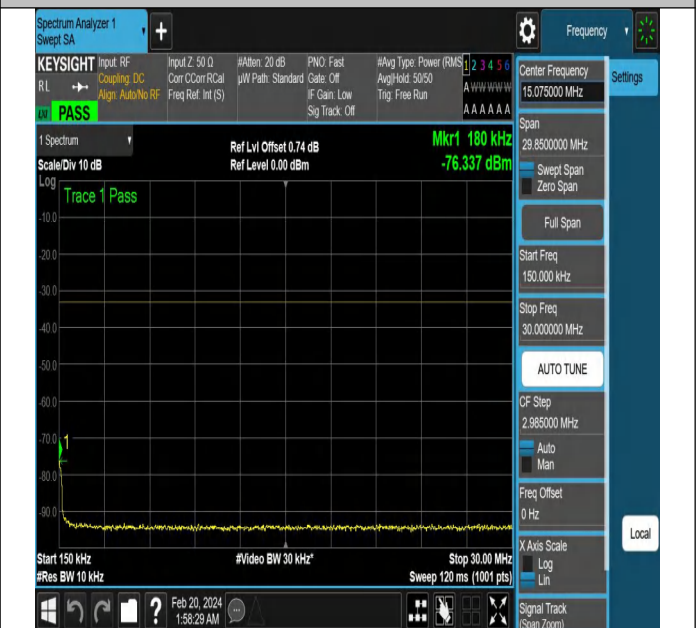 Spectrum Analyzer 1
Swept SA
+
Frequency
KEYSIGHT
RL
PASS
Input: RF
Coupling: DC
Align: Auto/No RF
Input Z: 50 Ω
Corr CCorr RCal
Freq Ref: Int (S)
#Atten: 20 dB
µW Path: Standard
PNO: Fast
Gate: Off
IF Gain: Low
Sig Track: Off
#Avg Type: Power (RMS
Avg|Hold: 50/50
Trig: Free Run
1 2 3 4 5 6
A W W W W W
A A A A A A
Center Frequency
15.075000 MHz
Settings
Span
29.8500000 MHz
Swept Span
Zero Span
Full Span
Start Freq
150.000 kHz
Stop Freq
30.000000 MHz
AUTO TUNE
CF Step
2.985000 MHz
Auto
Man
Freq Offset
0 Hz
X Axis Scale
Log
Lin
Signal Track
(Span Zoom)
Local
1 Spectrum
Scale/Div 10 dB
Ref Lvl Offset 0.74 dB
Ref Level 0.00 dBm
Mkr1 180 kHz
-76.337 dBm
Log
Trace 1 Pass
-10.0
-20.0
-30.0
-40.0
-50.0
-60.0
-70.0
1
-80.0
-90.0
Start 150 kHz
#Video BW 30 kHz*
Stop 30.00 MHz
#Res BW 10 kHz
Sweep 120 ms (1001 pts)
?
Feb 20, 2024
1:58:29 AM